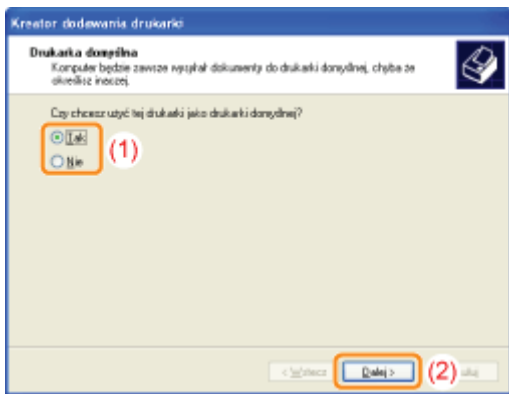 Kreator dodawania drukarki
Drukarka domyślna
Komputer będzie zawsze wysyłał dokumenty do drukarki domyślnej, chyba że
określisz inaczej.
Czy chcesz użyć tej drukarki jako drukarki domyślnej?
Tak
(1)
Nie
< Wstecz
Dalej >
(2)